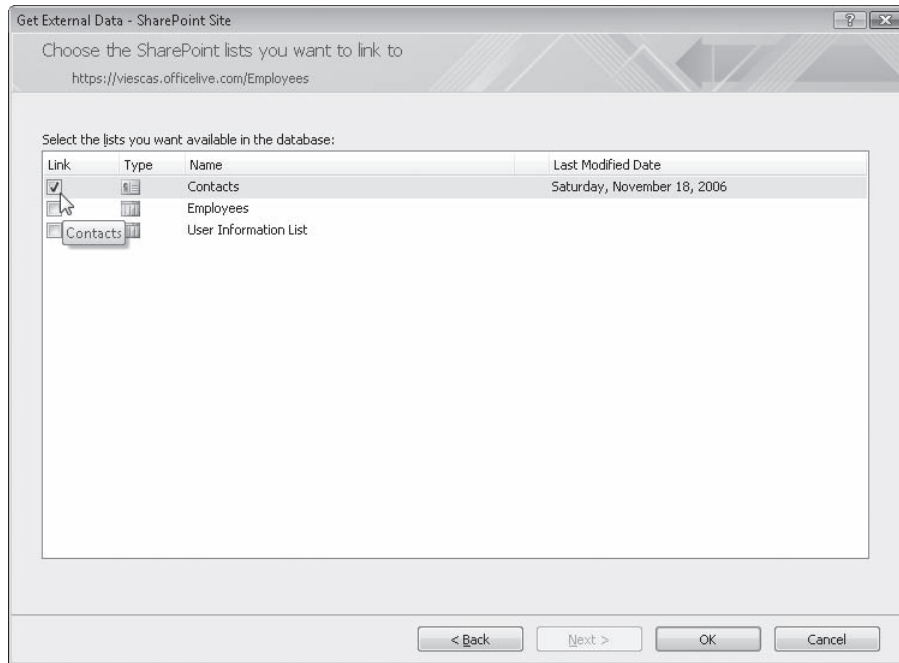 Get External Data - SharePoint Site
Choose the SharePoint lists you want to link to
https://viescas.officelive.com/Employees
Select the lists you want available in the database:
Link Type Name Last Modified Date
Contacts Saturday, November 18, 2006
Employees
User Information List
Contacts
< Back Next > OK Cancel